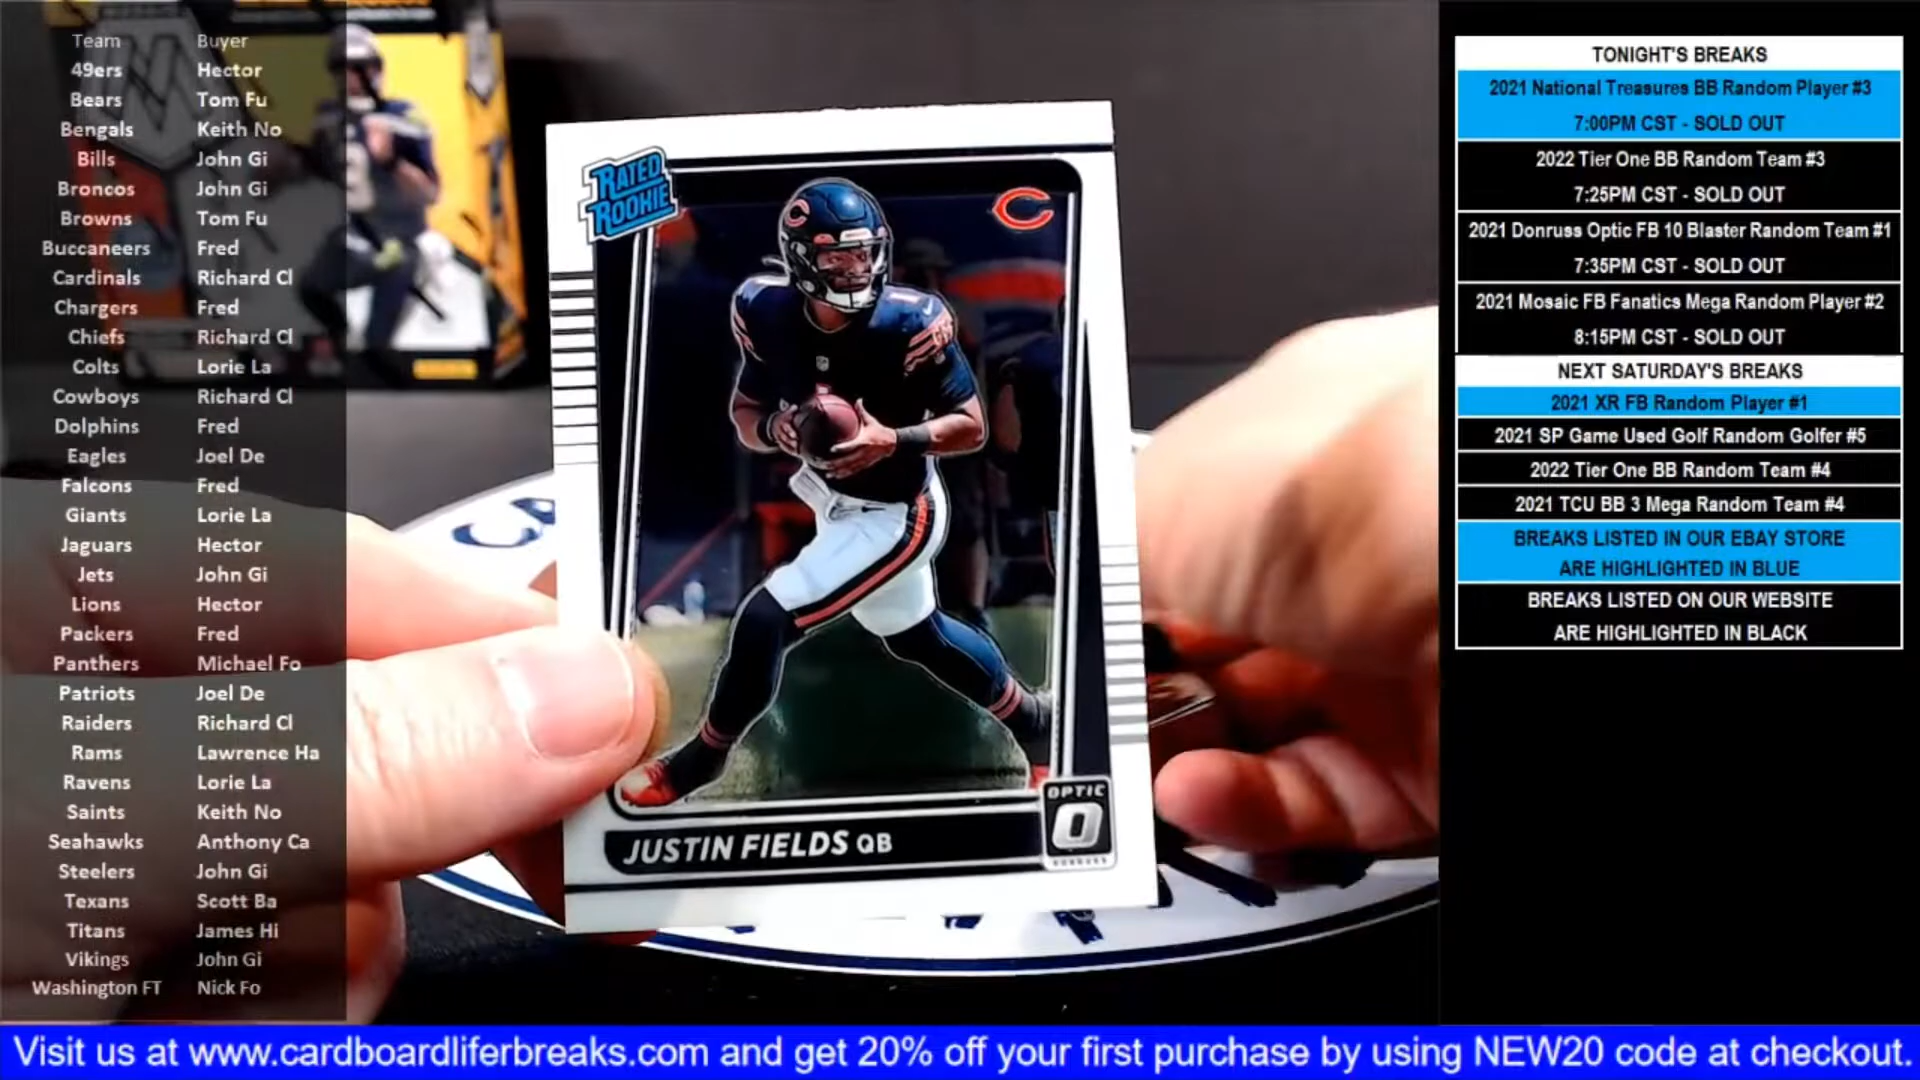 Team Buyer
49ers Hector
Bears Tom Fu
Bengals Keith No
Bills John Gi
Broncos John Gi
Browns Tom Fu
Buccaneers Fred
Cardinals Richard Cl
Chargers Fred
Chiefs Richard Cl
Colts Lorie La
Cowboys Richard Cl
Dolphins Fred
Eagles Joel De
Falcons Fred
Giants Lorie La
Jaguars Hector
Jets John Gi
Lions Hector
Packers Fred
Panthers Michael Fo
Patriots Joel De
Raiders Richard Cl
Rams Lawrence Ha
Ravens Lorie La
Saints Keith No
Seahawks Anthony Ca
Steelers John Gi
Texans Scott Ba
Titans James Hi
Vikings John Gi
Washington FT Nick Fo
RATED
ROOKIE
C
1
OPTIC
O
DONRUSS
JUSTIN FIELDS QB
TONIGHT'S BREAKS
2021 National Treasures BB Random Player #3
7:00PM CST - SOLD OUT
2022 Tier One BB Random Team #3
7:25PM CST - SOLD OUT
2021 Donruss Optic FB 10 Blaster Random Team #1
7:35PM CST - SOLD OUT
2021 Mosaic FB Fanatics Mega Random Player #2
8:15PM CST - SOLD OUT
NEXT SATURDAY'S BREAKS
2021 XR FB Random Player #1
2021 SP Game Used Golf Random Golfer #5
2022 Tier One BB Random Team #4
2021 TCU BB 3 Mega Random Team #4
BREAKS LISTED IN OUR EBAY STORE
ARE HIGHLIGHTED IN BLUE
BREAKS LISTED ON OUR WEBSITE
ARE HIGHLIGHTED IN BLACK
Visit us at www.cardboardliferbreaks.com and get 20% off your first purchase by using NEW20 code at checkout.